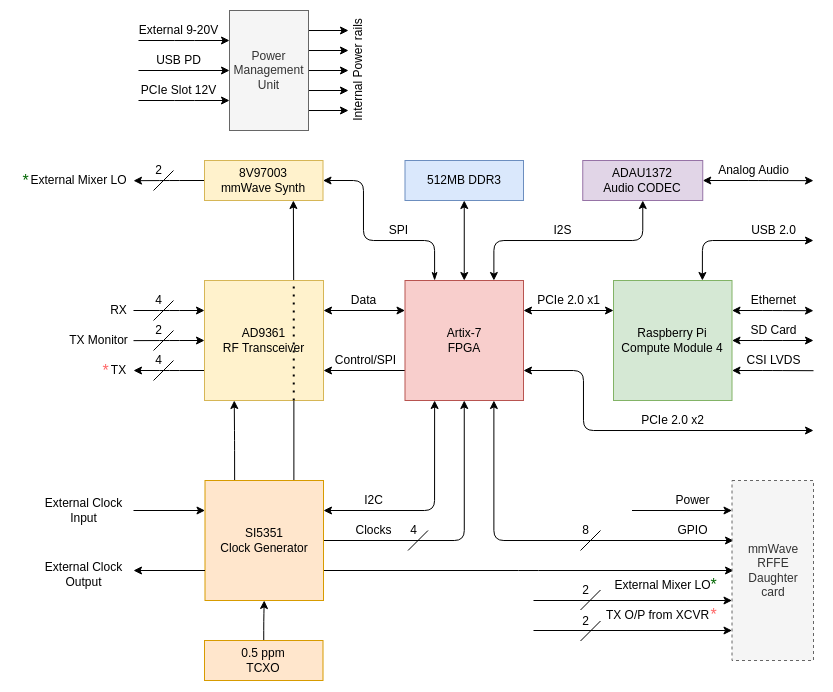 External 9-20V
USB PD
PCIe Slot 12V
Power
Management
Unit
Internal Power rails
* External Mixer LO
2
8V97003
mmWave Synth
512MB DDR3
ADAU1372
Audio CODEC
Analog Audio
SPI
I2S
USB 2.0
RX
4
TX Monitor
2
* TX
4
AD9361
RF Transceiver
Data
Control/SPI
Artix-7
FPGA
PCIe 2.0 x1
Raspberry Pi
Compute Module 4
Ethernet
SD Card
CSI LVDS
PCIe 2.0 x2
External Clock
Input
External Clock
Output
SI5351
Clock Generator
I2C
Clocks
4
8
Power
GPIO
External Mixer LO*
2
TX O/P from XCVR *
2
mmWave
RFFE
Daughter
card
0.5 ppm
TCXO